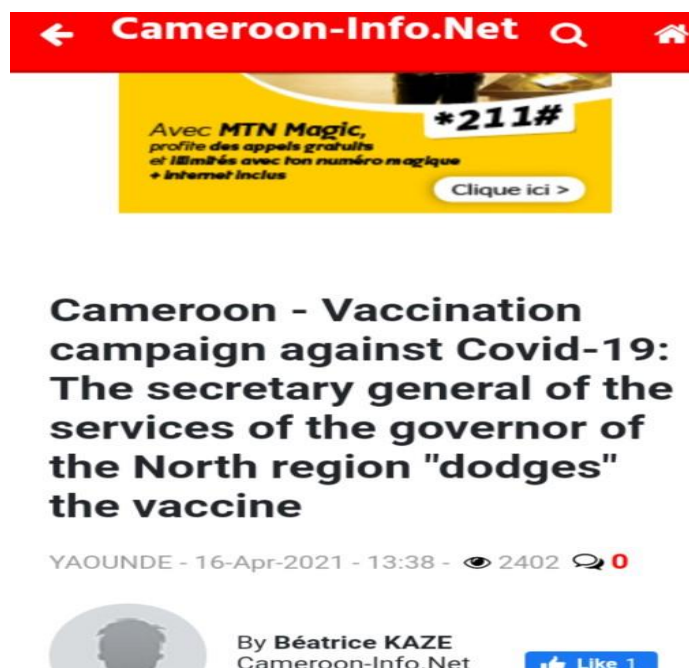 Cameroon-Info.Net
*211#
Avec MTN Magic,
profite des appels gratuits
et illimités avec ton numéro magique
+ internet inclus
Clique ici >
Cameroon - Vaccination
campaign against Covid-19:
The secretary general of the
services of the governor of
the North region "dodges"
the vaccine
YAOUNDE - 16-Apr-2021 - 13:38 - 2402 0
By Béatrice KAZE
Cameroon-Info.Net
Like 1